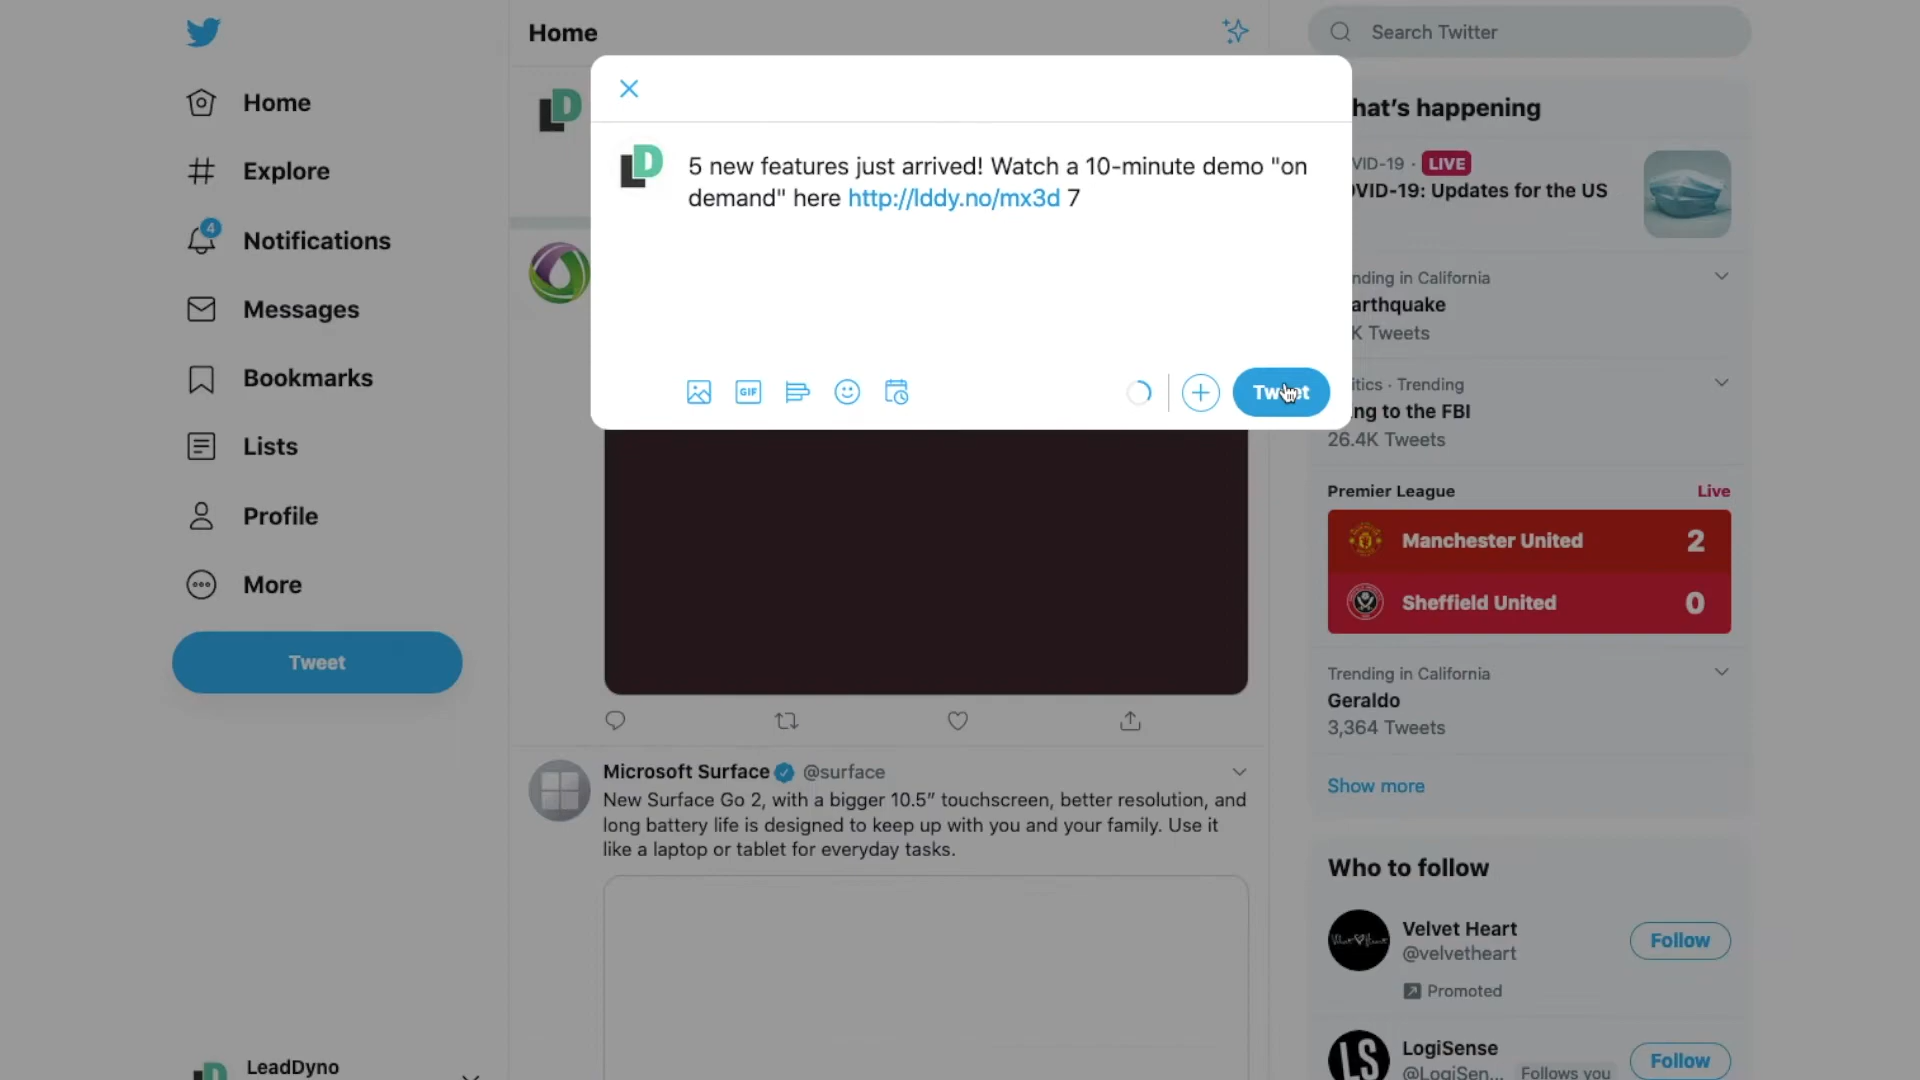 Home
Explore
4
Notifications
Messages
Bookmarks
Lists
Profile
More
Tweet
LeadDyno
Home
LD
5 new features just arrived! Watch a 10-minute demo "on
demand" here http://lddy.no/mx3d 7
GIF
Tweet
Microsoft Surface @surface
New Surface Go 2, with a bigger 10.5” touchscreen, better resolution, and
long battery life is designed to keep up with you and your family. Use it
like a laptop or tablet for everyday tasks.
Search Twitter
hat’s happening
VID-19 · LIVE
OVID-19: Updates for the US
nding in California
arthquake
K Tweets
itics · Trending
ng to the FBI
26.4K Tweets
Premier League Live
Manchester United 2
Sheffield United 0
Trending in California
Geraldo
3,364 Tweets
Show more
Who to follow
Velvet Heart
@velvetheart
Follow
Promoted
LS
LogiSense
@LogiSen... Follows you
Follow